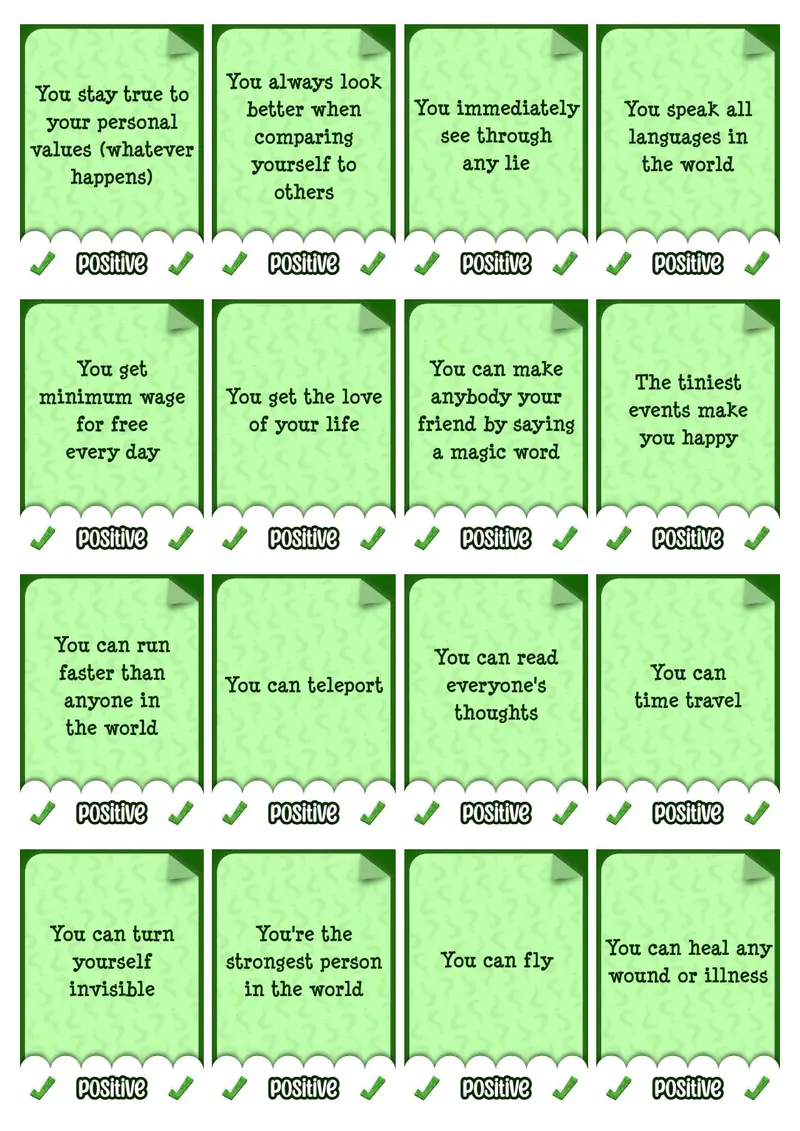 You stay true to
your personal
values (whatever
happens)
positive
You always look
better when
comparing
yourself to
others
positive
You immediately
see through
any lie
positive
You speak all
languages in
the world
positive
You get
minimum wage
for free
every day
positive
You get the love
of your life
positive
You can make
anybody your
friend by saying
a magic word
positive
The tiniest
events make
you happy
positive
You can run
faster than
anyone in
the world
positive
You can teleport
positive
You can read
everyone's
thoughts
positive
You can
time travel
positive
You can turn
yourself
invisible
positive
You're the
strongest person
in the world
positive
You can fly
positive
You can heal any
wound or illness
positive